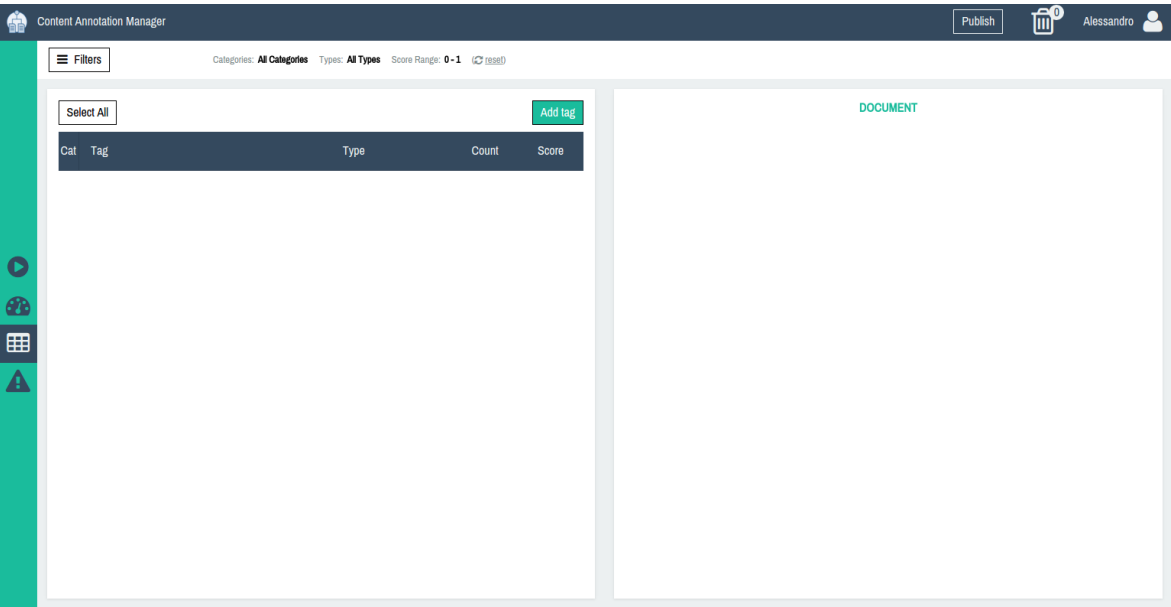 Content Annotation Manager
Publish
0
Alessandro
Filters
Categories: All Categories Types: All Types Score Range: 0 - 1 (reset)
Select All
Add tag
Cat Tag Type Count Score
DOCUMENT